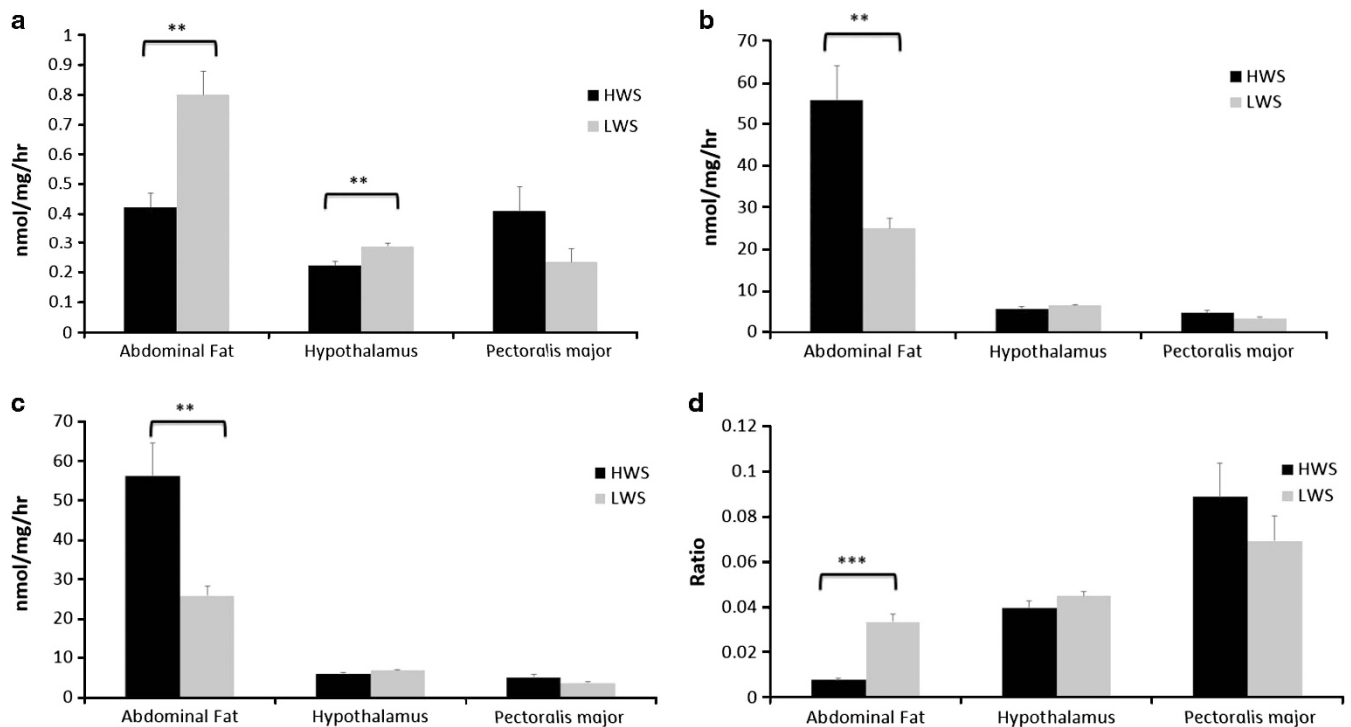 a
**
**
nmol/mg/hr
1
0.9
0.8
0.7
0.6
0.5
0.4
0.3
0.2
0.1
0
HWS
LWS
Abdominal Fat Hypothalamus Pectoralis major
b
**
nmol/mg/hr
70
60
50
40
30
20
10
0
HWS
LWS
Abdominal Fat Hypothalamus Pectoralis major
c
**
nmol/mg/hr
70
60
50
40
30
20
10
0
HWS
LWS
Abdominal Fat Hypothalamus Pectoralis major
d
***
Ratio
0.12
0.1
0.08
0.06
0.04
0.02
0
HWS
LWS
Abdominal Fat Hypothalamus Pectoralis major